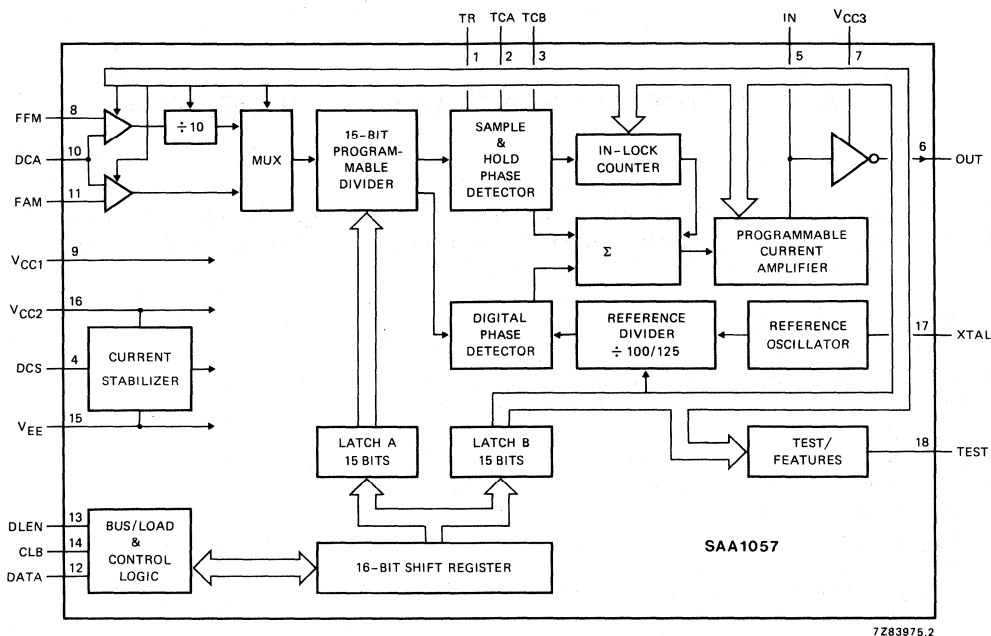 TR TCA TCB IN VCC3
1 2 3 5 7
FFM 8
÷10
DCA 10
FAM 11
MUX
15-BIT
PROGRAM-
MABLE
DIVIDER
SAMPLE
&
HOLD
PHASE
DETECTOR
IN-LOCK
COUNTER
6 OUT
Σ
PROGRAMMABLE
CURRENT
AMPLIFIER
VCC1 9
VCC2 16
DCS 4
CURRENT
STABILIZER
VEE 15
DIGITAL
PHASE
DETECTOR
REFERENCE
DIVIDER
÷ 100/125
REFERENCE
OSCILLATOR
17 XTAL
LATCH A
15 BITS
LATCH B
15 BITS
TEST/
FEATURES
18 TEST
DLEN 13
CLB 14
DATA 12
BUS/LOAD
&
CONTROL
LOGIC
16-BIT SHIFT REGISTER
SAA1057
7Z83975.2